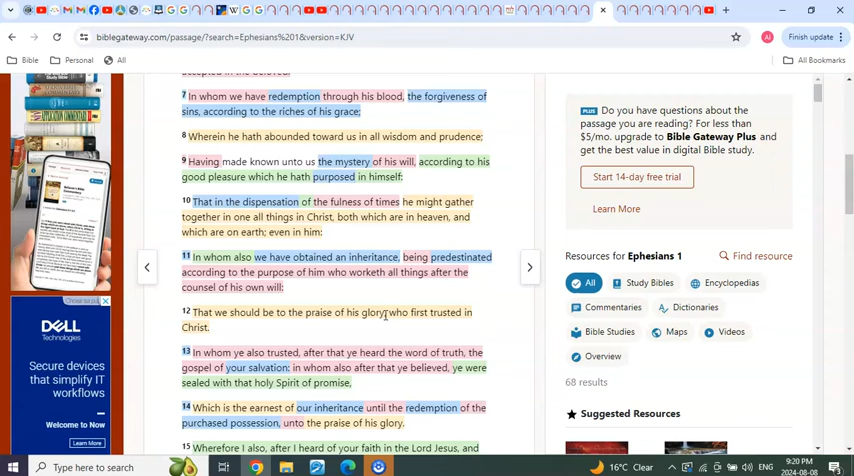 biblegateway.com/passage/?search=Ephesians%201&version=KJV
AI
Finish update
Bible
Personal
All
All Bookmarks
accepted in the beloved.
7 In whom we have redemption through his blood, the forgiveness of
sins, according to the riches of his grace;
8 Wherein he hath abounded toward us in all wisdom and prudence;
9 Having made known unto us the mystery of his will, according to his
good pleasure which he hath purposed in himself:
10 That in the dispensation of the fulness of times he might gather
together in one all things in Christ, both which are in heaven, and
which are on earth; even in him:
11 In whom also we have obtained an inheritance, being predestinated
according to the purpose of him who worketh all things after the
counsel of his own will:
12 That we should be to the praise of his glory, who first trusted in
Christ.
13 In whom ye also trusted, after that ye heard the word of truth, the
gospel of your salvation: in whom also after that ye believed, ye were
sealed with that holy Spirit of promise,
14 Which is the earnest of our inheritance until the redemption of the
purchased possession, unto the praise of his glory.
15 Wherefore I also, after I heard of your faith in the Lord Jesus, and
DELL
Technologies
Secure devices
that simplify IT
workflows
Welcome to Now
Learn More
PLUS Do you have questions about the
passage you are reading? For less than
$5/mo. upgrade to Bible Gateway Plus and
get the best value in digital Bible study.
Start 14-day free trial
Learn More
Resources for Ephesians 1
Find resource
All
Study Bibles
Encyclopedias
Commentaries
Dictionaries
Bible Studies
Maps
Videos
Overview
68 results
Suggested Resources
Type here to search
16°C Clear
ENG
9:20 PM
2024-08-08